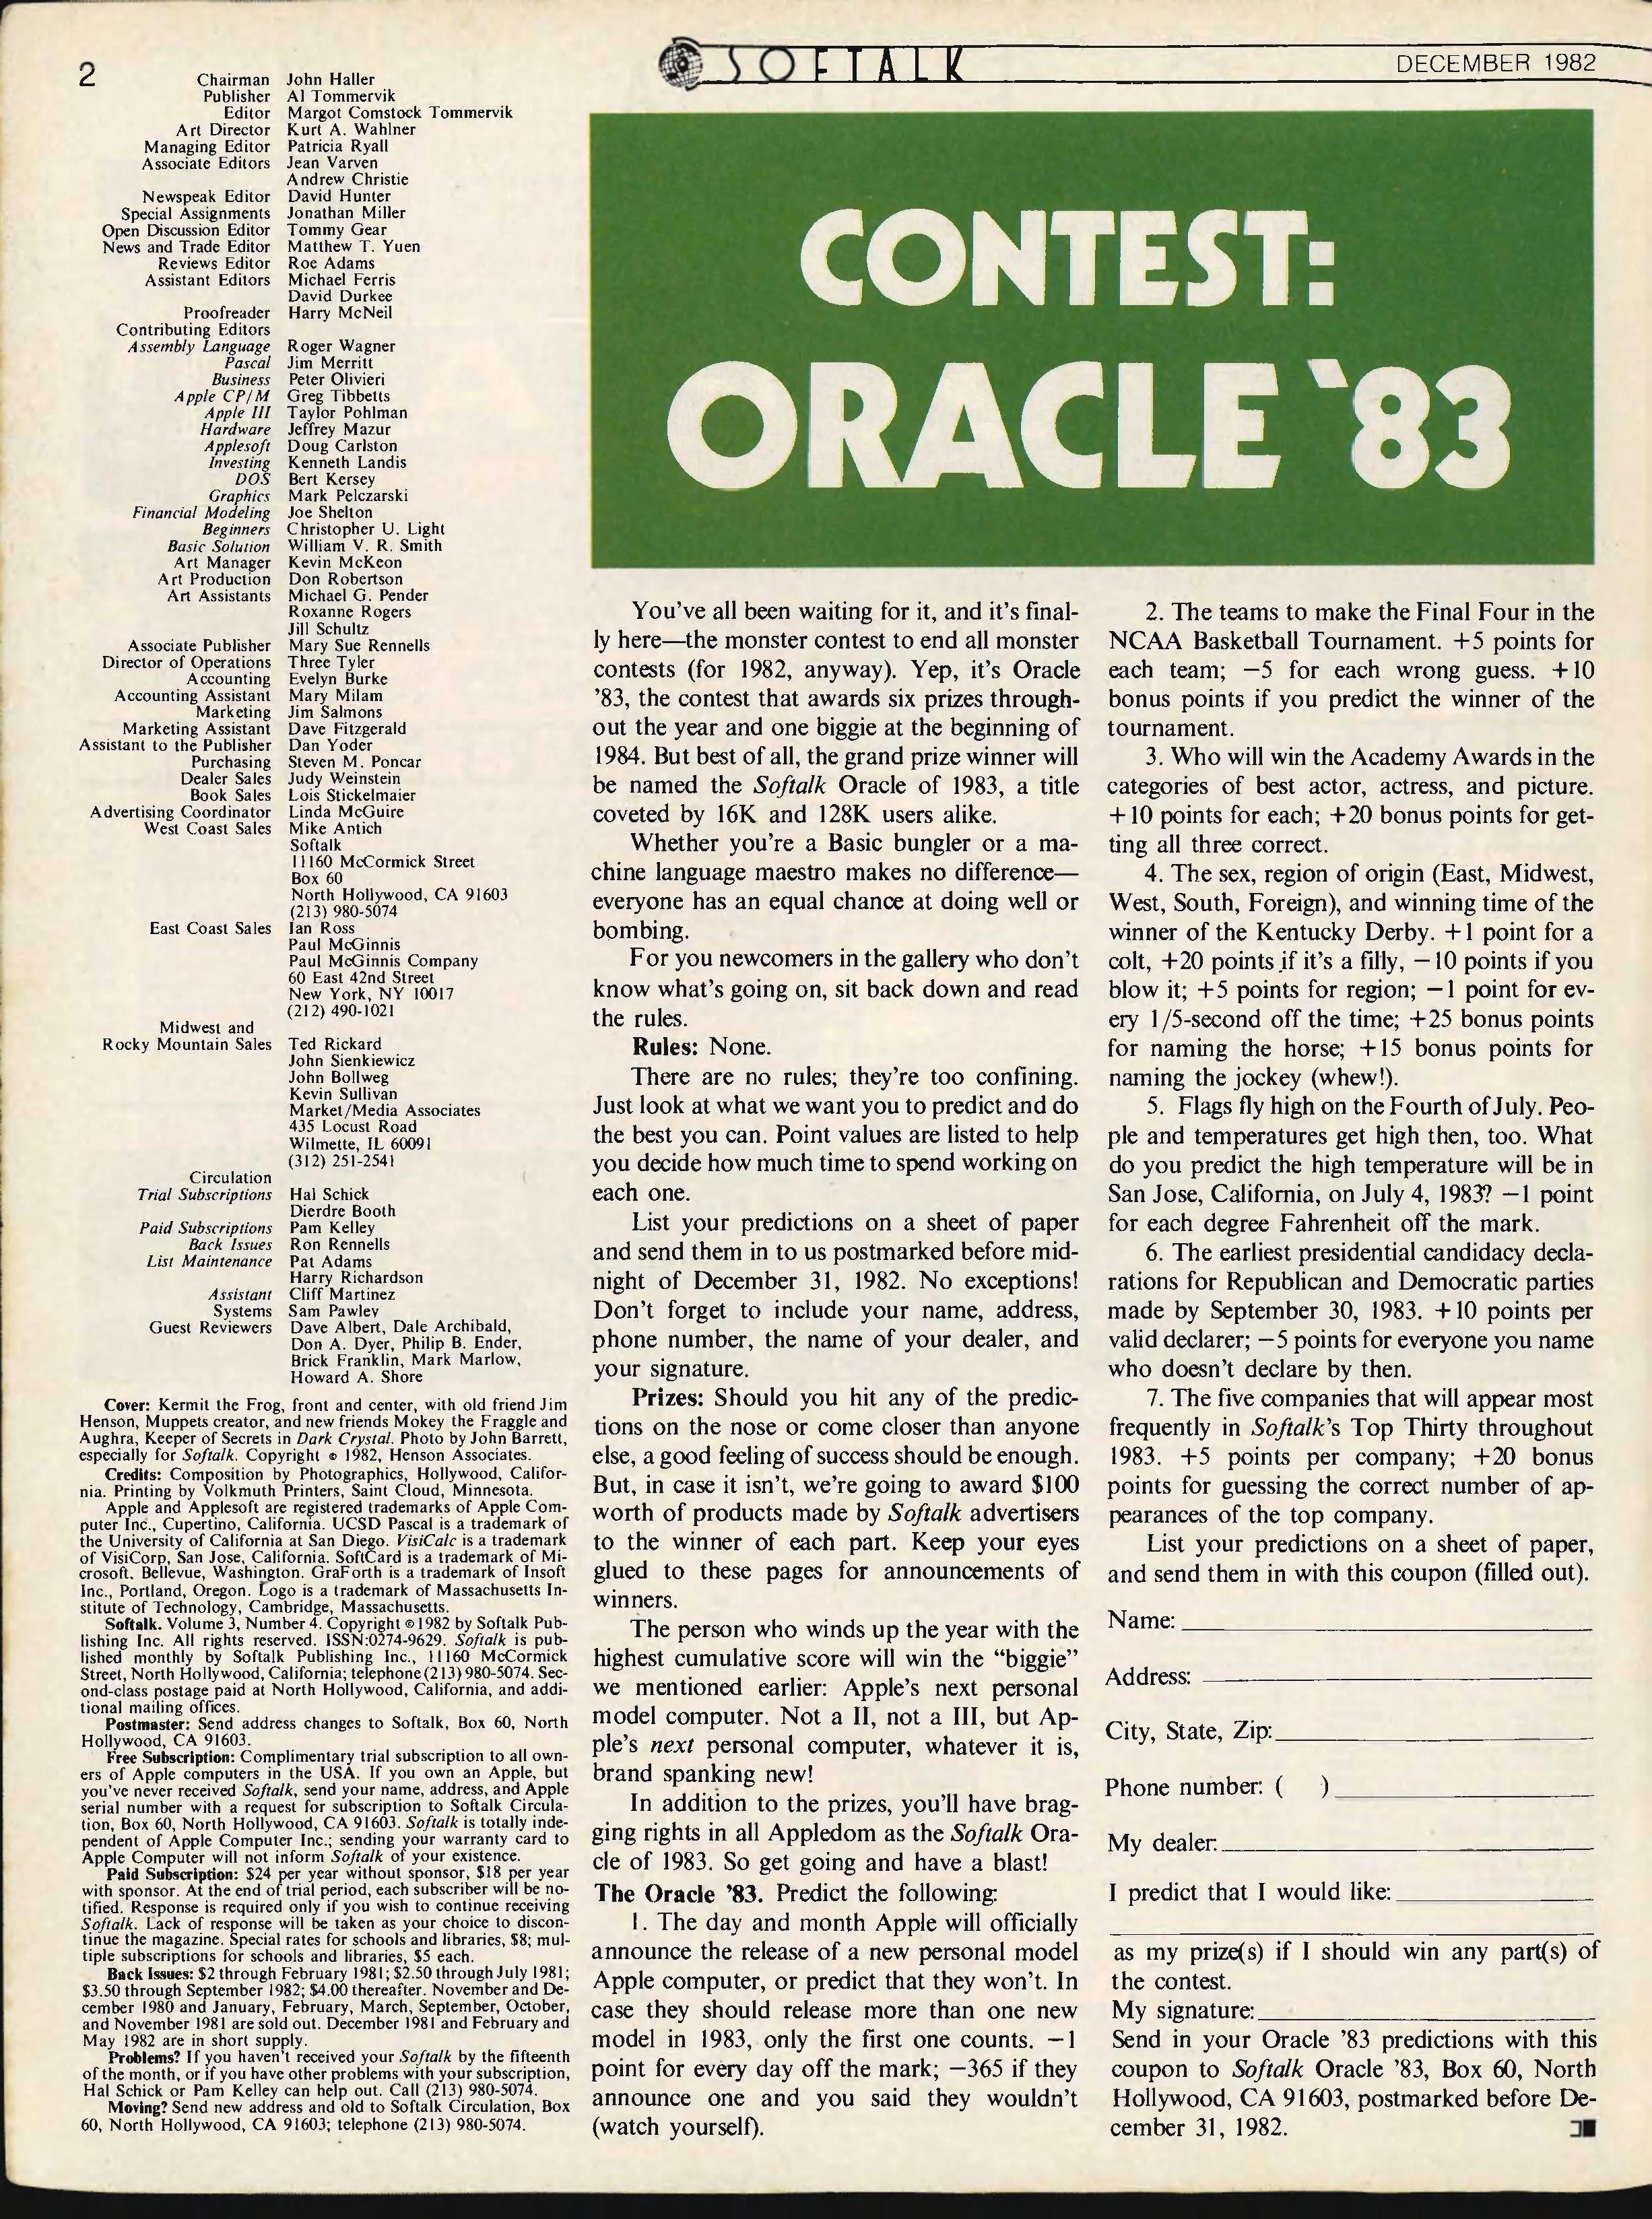 2
SOFTALK
DECEMBER 1982
Chairman John Haller
Publisher Al Tommervik
Editor Margot Comstock Tommervik
Art Director Kurt A. Wahlner
Managing Editor Patricia Ryall
Associate Editors Jean Varven
Andrew Christie
Newspeak Editor David Hunter
Special Assignments Jonathan Miller
Open Discussion Editor Tommy Gear
News and Trade Editor Matthew T. Yuen
Reviews Editor Roe Adams
Assistant Editors Michael Ferris
David Durkee
Proofreader Harry McNeil
Contributing Editors
Assembly Language Roger Wagner
Pascal Jim Merritt
Business Peter Olivieri
Apple CP/M Greg Tibbetts
Apple III Taylor Pohlman
Hardware Jeffrey Mazur
Applesoft Doug Carlston
Investing Kenneth Landis
DOS Bert Kersey
Graphics Mark Pelczarski
Financial Modeling Joe Shelton
Beginners Christopher U. Light
Basic Solution William V. R. Smith
Art Manager Kevin McKeon
Art Production Don Robertson
Art Assistants Michael G. Pender
Roxanne Rogers
Jill Schultz
Associate Publisher Mary Sue Rennells
Director of Operations Three Tyler
Accounting Evelyn Burke
Accounting Assistant Mary Milam
Marketing Jim Salmons
Marketing Assistant Dave Fitzgerald
Assistant to the Publisher Dan Yoder
Purchasing Steven M. Poncar
Dealer Sales Judy Weinstein
Book Sales Lois Stickelmaier
Advertising Coordinator Linda McGuire
West Coast Sales Mike Antich
Softalk
11160 McCormick Street
Box 60
North Hollywood, CA 91603
(213) 980-5074
East Coast Sales Ian Ross
Paul McGinnis
Paul McGinnis Company
60 East 42nd Street
New York, NY 10017
(212) 490-1021
Midwest and
Rocky Mountain Sales Ted Rickard
John Sienkiewicz
John Bollweg
Kevin Sullivan
Market/Media Associates
435 Locust Road
Wilmette, IL 60091
(312) 251-2541
Circulation
Trial Subscriptions Hal Schick
Dierdre Booth
Paid Subscriptions Pam Kelley
Back Issues Ron Rennells
List Maintenance Pat Adams
Harry Richardson
Assistant Cliff Martinez
Systems Sam Pawley
Guest Reviewers Dave Albert, Dale Archibald,
Don A. Dyer, Philip B. Ender,
Brick Franklin, Mark Marlow,
Howard A. Shore
Cover: Kermit the Frog, front and center, with old friend Jim
Henson, Muppets creator, and new friends Mokey the Fraggle and
Aughra, Keeper of Secrets in Dark Crystal. Photo by John Barrett,
especially for Softalk. Copyright © 1982, Henson Associates.
Credits: Composition by Photographics, Hollywood, Califor-
nia. Printing by Volkmuth Printers, Saint Cloud, Minnesota.
Apple and Applesoft are registered trademarks of Apple Com-
puter Inc., Cupertino, California. UCSD Pascal is a trademark of
the University of California at San Diego. VisiCalc is a trademark
of VisiCorp, San Jose, California. SoftCard is a trademark of Mi-
crosoft, Bellevue, Washington. GraForth is a trademark of Insoft
Inc., Portland, Oregon. Logo is a trademark of Massachusetts In-
stitute of Technology, Cambridge, Massachusetts.
Softalk. Volume 3, Number 4. Copyright ©1982 by Softalk Pub-
lishing Inc. All rights reserved. ISSN:0274-9629. Softalk is pub-
lished monthly by Softalk Publishing Inc., 11160 McCormick
Street, North Hollywood, California; telephone (213) 980-5074. Sec-
ond-class postage paid at North Hollywood, California, and addi-
tional mailing offices.
Postmaster: Send address changes to Softalk, Box 60, North
Hollywood, CA 91603.
Free Subscription: Complimentary trial subscription to all own-
ers of Apple computers in the USA. If you own an Apple, but
you've never received Softalk, send your name, address, and Apple
serial number with a request for subscription to Softalk Circula-
tion, Box 60, North Hollywood, CA 91603. Softalk is totally inde-
pendent of Apple Computer Inc.; sending your warranty card to
Apple Computer will not inform Softalk of your existence.
Paid Subscription: $24 per year without sponsor, $18 per year
with sponsor. At the end of trial period, each subscriber will be no-
tified. Response is required only if you wish to continue receiving
Softalk. Lack of response will be taken as your choice to discon-
tinue the magazine. Special rates for schools and libraries, $8; mul-
tiple subscriptions for schools and libraries, $5 each.
Back Issues: $2 through February 1981; $2.50 through July 1981;
$3.50 through September 1982; $4.00 thereafter. November and De-
cember 1980 and January, February, March, September, October,
and November 1981 are sold out. December 1981 and February and
May 1982 are in short supply.
Problems? If you haven't received your Softalk by the fifteenth
of the month, or if you have other problems with your subscription,
Hal Schick or Pam Kelley can help out. Call (213) 980-5074.
Moving? Send new address and old to Softalk Circulation, Box
60, North Hollywood, CA 91603; telephone (213) 980-5074.
CONTEST:
ORACLE '83
You've all been waiting for it, and it's final-
ly here—the monster contest to end all monster
contests (for 1982, anyway). Yep, it's Oracle
'83, the contest that awards six prizes through-
out the year and one biggie at the beginning of
1984. But best of all, the grand prize winner will
be named the Softalk Oracle of 1983, a title
coveted by 16K and 128K users alike.
Whether you're a Basic bungler or a ma-
chine language maestro makes no difference—
everyone has an equal chance at doing well or
bombing.
For you newcomers in the gallery who don't
know what's going on, sit back down and read
the rules.
Rules: None.
There are no rules; they're too confining.
Just look at what we want you to predict and do
the best you can. Point values are listed to help
you decide how much time to spend working on
each one.
List your predictions on a sheet of paper
and send them in to us postmarked before mid-
night of December 31, 1982. No exceptions!
Don't forget to include your name, address,
phone number, the name of your dealer, and
your signature.
Prizes: Should you hit any of the predic-
tions on the nose or come closer than anyone
else, a good feeling of success should be enough.
But, in case it isn't, we're going to award $100
worth of products made by Softalk advertisers
to the winner of each part. Keep your eyes
glued to these pages for announcements of
winners.
The person who winds up the year with the
highest cumulative score will win the “biggie”
we mentioned earlier: Apple's next personal
model computer. Not a II, not a III, but Ap-
ple's next personal computer, whatever it is,
brand spanking new!
In addition to the prizes, you'll have brag-
ging rights in all Appledom as the Softalk Ora-
cle of 1983. So get going and have a blast!
The Oracle '83. Predict the following:
1. The day and month Apple will officially
announce the release of a new personal model
Apple computer, or predict that they won't. In
case they should release more than one new
model in 1983, only the first one counts. −1
point for every day off the mark; −365 if they
announce one and you said they wouldn't
(watch yourself).
2. The teams to make the Final Four in the
NCAA Basketball Tournament. +5 points for
each team; −5 for each wrong guess. +10
bonus points if you predict the winner of the
tournament.
3. Who will win the Academy Awards in the
categories of best actor, actress, and picture.
+10 points for each; +20 bonus points for get-
ting all three correct.
4. The sex, region of origin (East, Midwest,
West, South, Foreign), and winning time of the
winner of the Kentucky Derby. +1 point for a
colt, +20 points if it's a filly, −10 points if you
blow it; +5 points for region; −1 point for ev-
ery 1/5-second off the time; +25 bonus points
for naming the horse; +15 bonus points for
naming the jockey (whew!).
5. Flags fly high on the Fourth of July. Peo-
ple and temperatures get high then, too. What
do you predict the high temperature will be in
San Jose, California, on July 4, 1983? −1 point
for each degree Fahrenheit off the mark.
6. The earliest presidential candidacy decla-
rations for Republican and Democratic parties
made by September 30, 1983. +10 points per
valid declarer; −5 points for everyone you name
who doesn't declare by then.
7. The five companies that will appear most
frequently in Softalk's Top Thirty throughout
1983. +5 points per company; +20 bonus
points for guessing the correct number of ap-
pearances of the top company.
List your predictions on a sheet of paper,
and send them in with this coupon (filled out).
Name:
Address:
City, State, Zip:
Phone number: ( )
My dealer:
I predict that I would like:
as my prize(s) if I should win any part(s) of
the contest.
My signature:
Send in your Oracle '83 predictions with this
coupon to Softalk Oracle '83, Box 60, North
Hollywood, CA 91603, postmarked before De-
cember 31, 1982.